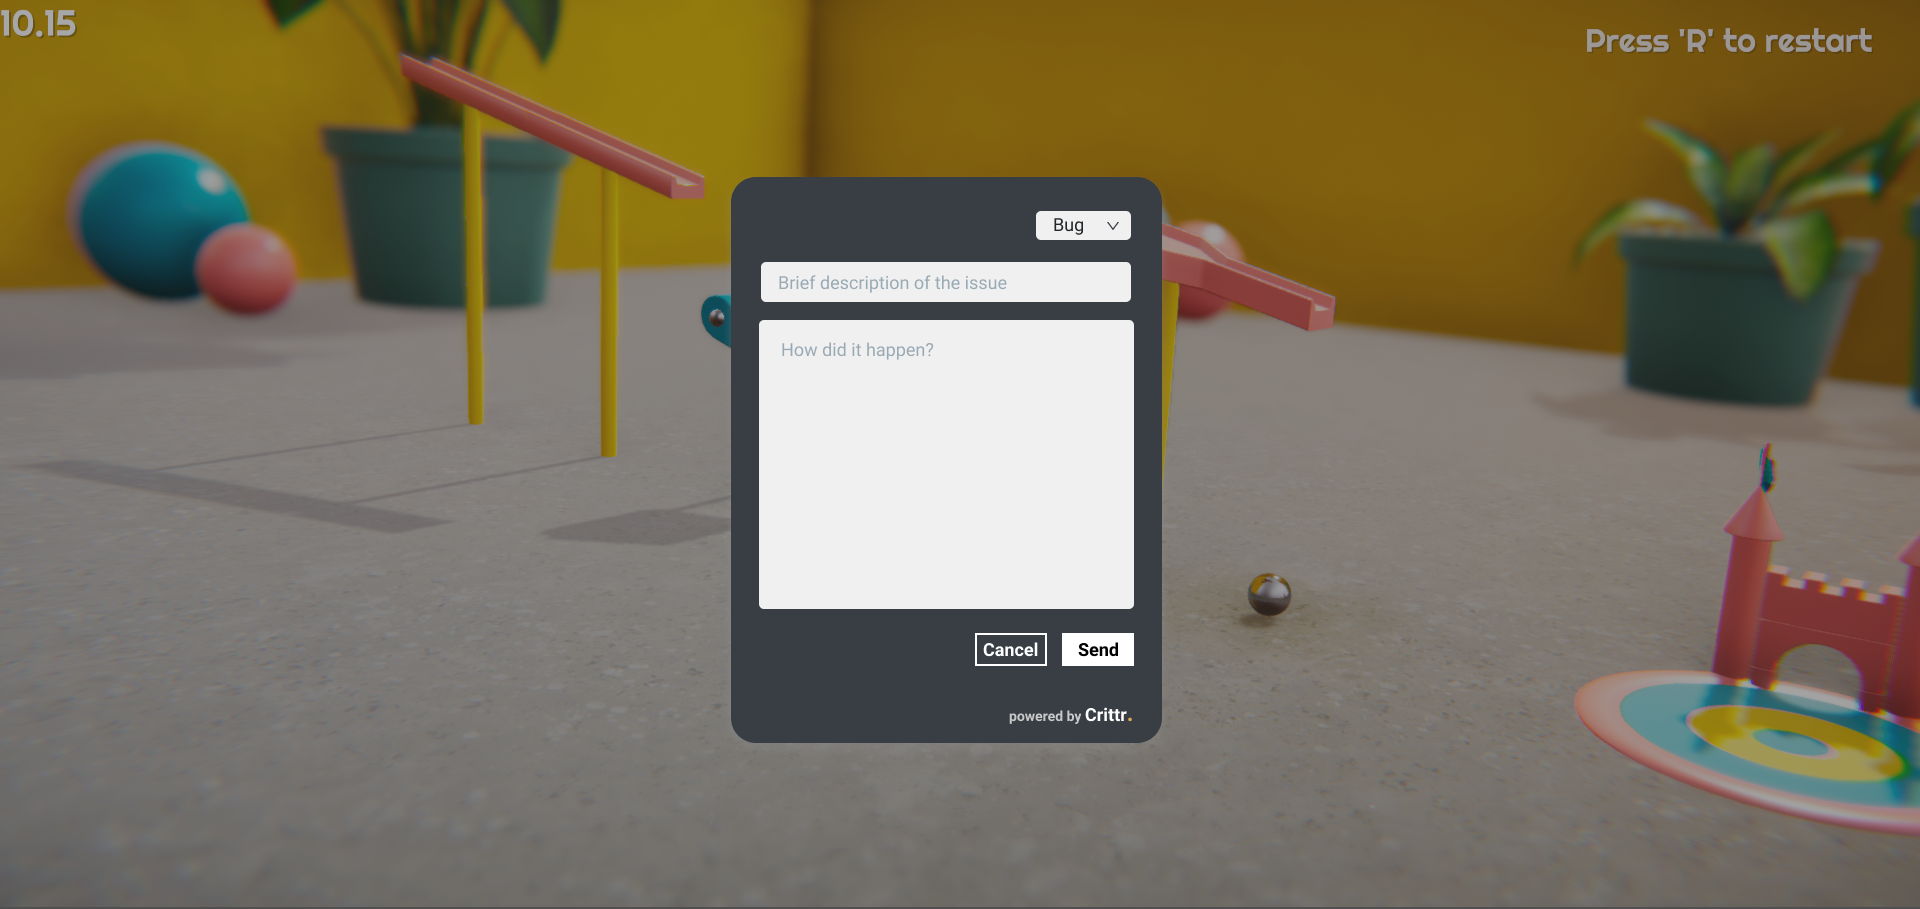 10.15
Press 'R' to restart
Bug
Brief description of the issue
How did it happen?
Cancel
Send
powered by Crittr.